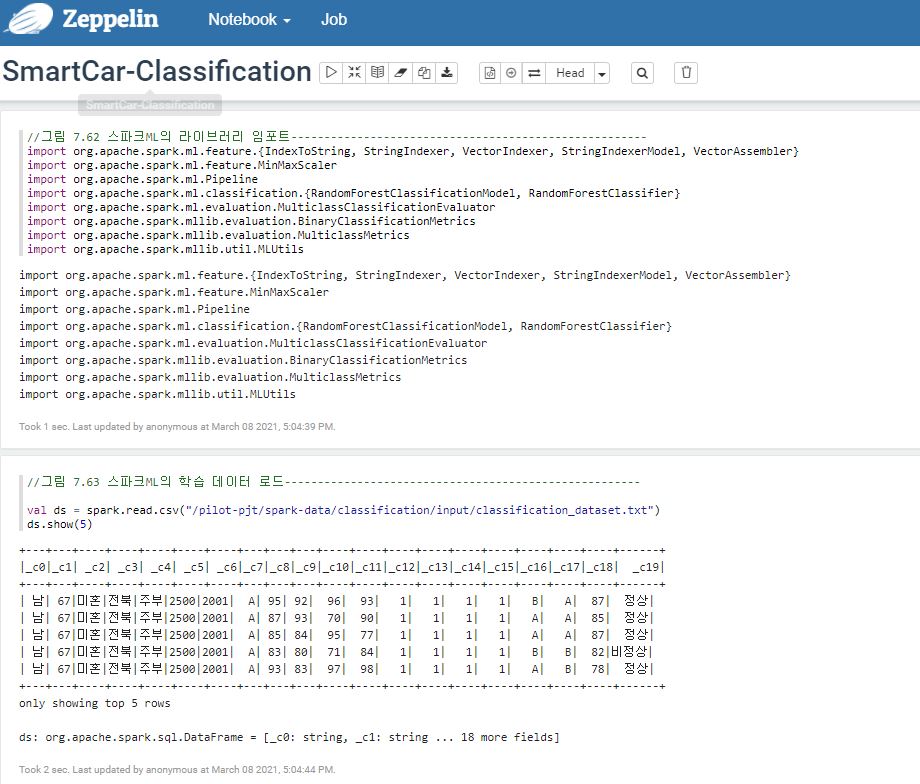 Zeppelin Notebook Job
SmartCar-Classification Head
SmartCar-Classification
//그림 7.62 스파크ML의 라이브러리 임포트------------------------------------------------------
import org.apache.spark.ml.feature.{IndexToString, StringIndexer, VectorIndexer, StringIndexerModel, VectorAssembler}
import org.apache.spark.ml.feature.MinMaxScaler
import org.apache.spark.ml.Pipeline
import org.apache.spark.ml.classification.{RandomForestClassificationModel, RandomForestClassifier}
import org.apache.spark.ml.evaluation.MulticlassClassificationEvaluator
import org.apache.spark.mllib.evaluation.BinaryClassificationMetrics
import org.apache.spark.mllib.evaluation.MulticlassMetrics
import org.apache.spark.mllib.util.MLUtils
import org.apache.spark.ml.feature.{IndexToString, StringIndexer, VectorIndexer, StringIndexerModel, VectorAssembler}
import org.apache.spark.ml.feature.MinMaxScaler
import org.apache.spark.ml.Pipeline
import org.apache.spark.ml.classification.{RandomForestClassificationModel, RandomForestClassifier}
import org.apache.spark.ml.evaluation.MulticlassClassificationEvaluator
import org.apache.spark.mllib.evaluation.BinaryClassificationMetrics
import org.apache.spark.mllib.evaluation.MulticlassMetrics
import org.apache.spark.mllib.util.MLUtils
Took 1 sec. Last updated by anonymous at March 08 2021, 5:04:39 PM.
//그림 7.63 스파크ML의 학습 데이터 로드------------------------------------------------------
val ds = spark.read.csv("/pilot-pjt/spark-data/classification/input/classification_dataset.txt")
ds.show(5)
+---+---+----+----+----+----+----+---+---+---+----+----+----+----+----+----+----+----+----+------+
|_c0|_c1| _c2| _c3| _c4| _c5| _c6|_c7|_c8|_c9|_c10|_c11|_c12|_c13|_c14|_c15|_c16|_c17|_c18|  _c19|
+---+---+----+----+----+----+----+---+---+---+----+----+----+----+----+----+----+----+----+------+
| 남| 67|미혼|전북|주부|2500|2001|  A| 95| 92|  96|  93|   1|   1|   1|   1|   B|   A|  87|  정상|
| 남| 67|미혼|전북|주부|2500|2001|  A| 87| 93|  70|  90|   1|   1|   1|   1|   A|   A|  85|  정상|
| 남| 67|미혼|전북|주부|2500|2001|  A| 85| 84|  95|  77|   1|   1|   1|   1|   A|   A|  87|  정상|
| 남| 67|미혼|전북|주부|2500|2001|  A| 83| 80|  71|  84|   1|   1|   1|   1|   B|   B|  82|비정상|
| 남| 67|미혼|전북|주부|2500|2001|  A| 93| 83|  97|  98|   1|   1|   1|   1|   A|   B|  78|  정상|
+---+---+----+----+----+----+----+---+---+---+----+----+----+----+----+----+----+----+----+------+
only showing top 5 rows
ds: org.apache.spark.sql.DataFrame = [_c0: string, _c1: string ... 18 more fields]
Took 2 sec. Last updated by anonymous at March 08 2021, 5:04:44 PM.